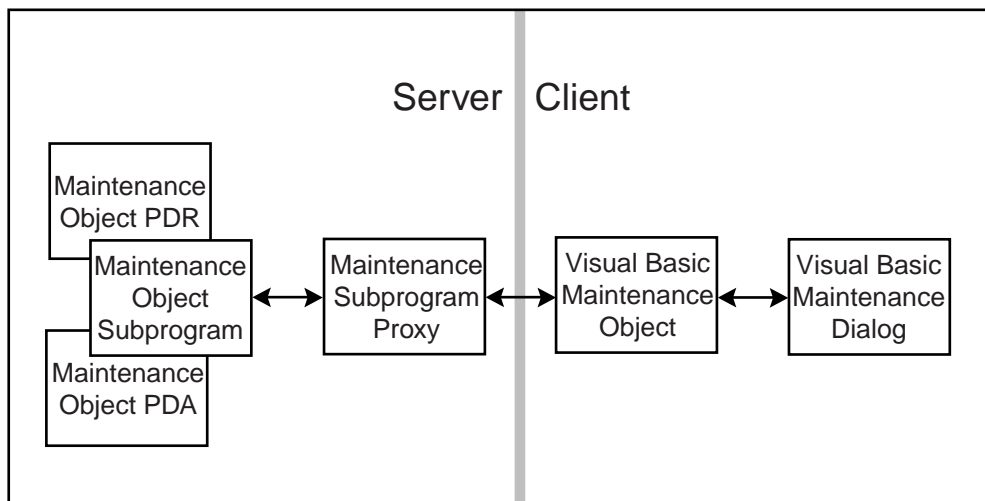 Server
Client
Maintenance
Object PDR
Maintenance
Object
Subprogram
Maintenance
Object PDA
Maintenance
Subprogram
Proxy
Visual Basic
Maintenance
Object
Visual Basic
Maintenance
Dialog